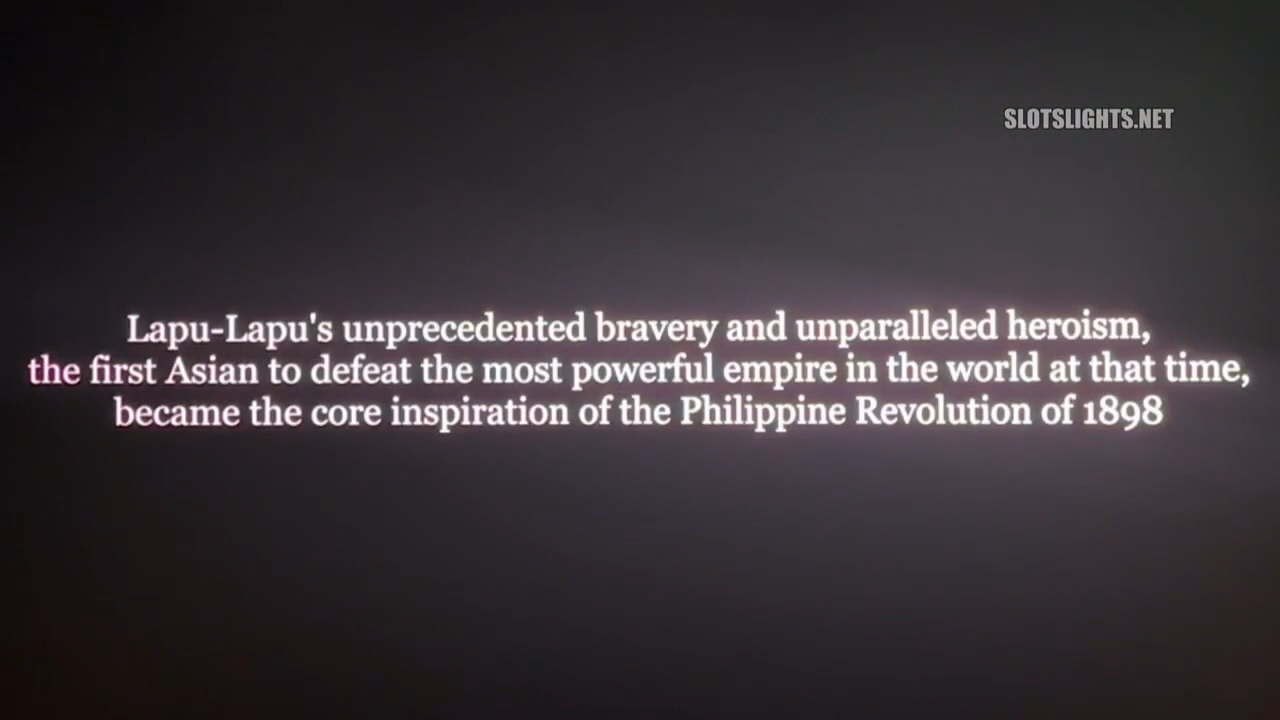 SLOTSLIGHTS.NET
Lapu-Lapu's unprecedented bravery and unparalleled heroism,
the first Asian to defeat the most powerful empire in the world at that time,
became the core inspiration of the Philippine Revolution of 1898